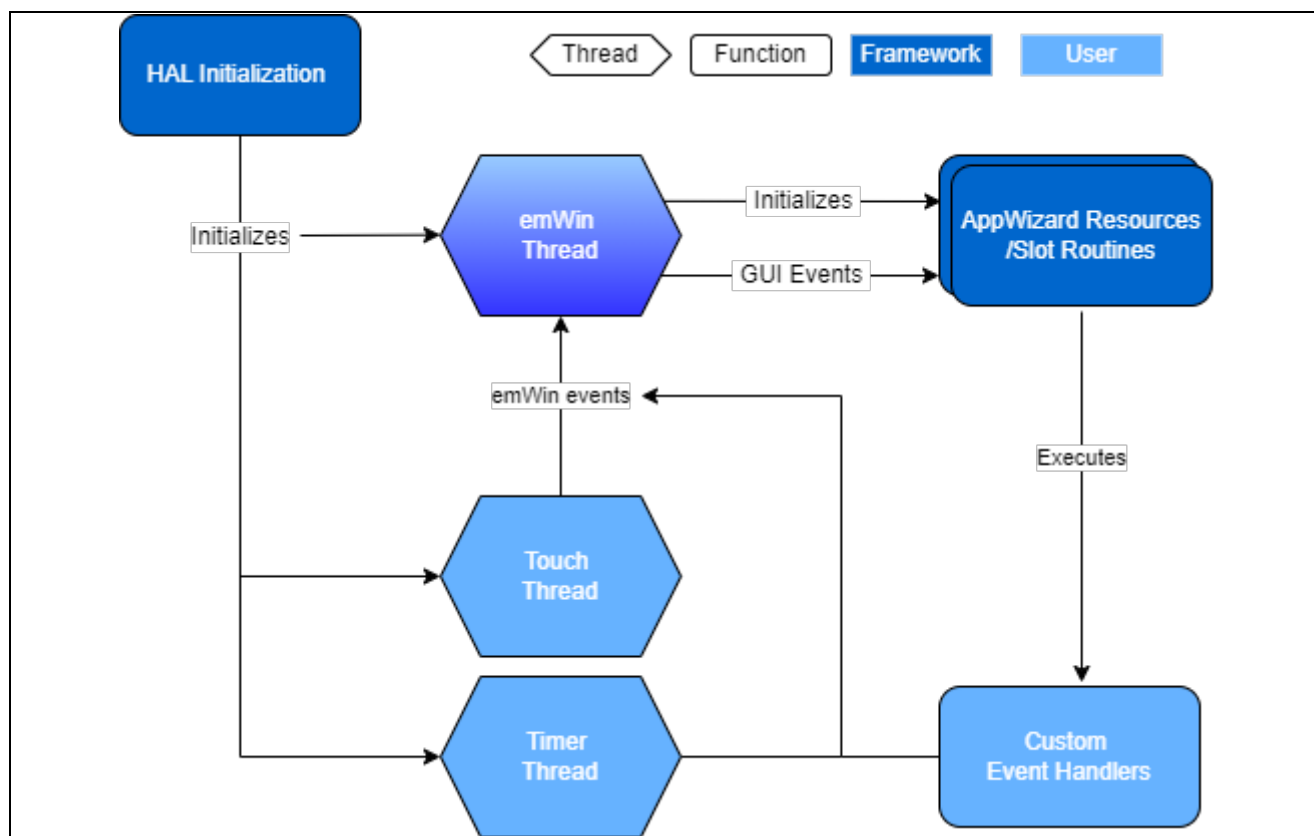 HAL Initialization
Thread
Function
Framework
User
Initializes
emWin
Thread
Initializes
GUI Events
AppWizard Resources
/Slot Routines
emWin events
Executes
Touch
Thread
Timer
Thread
Custom
Event Handlers